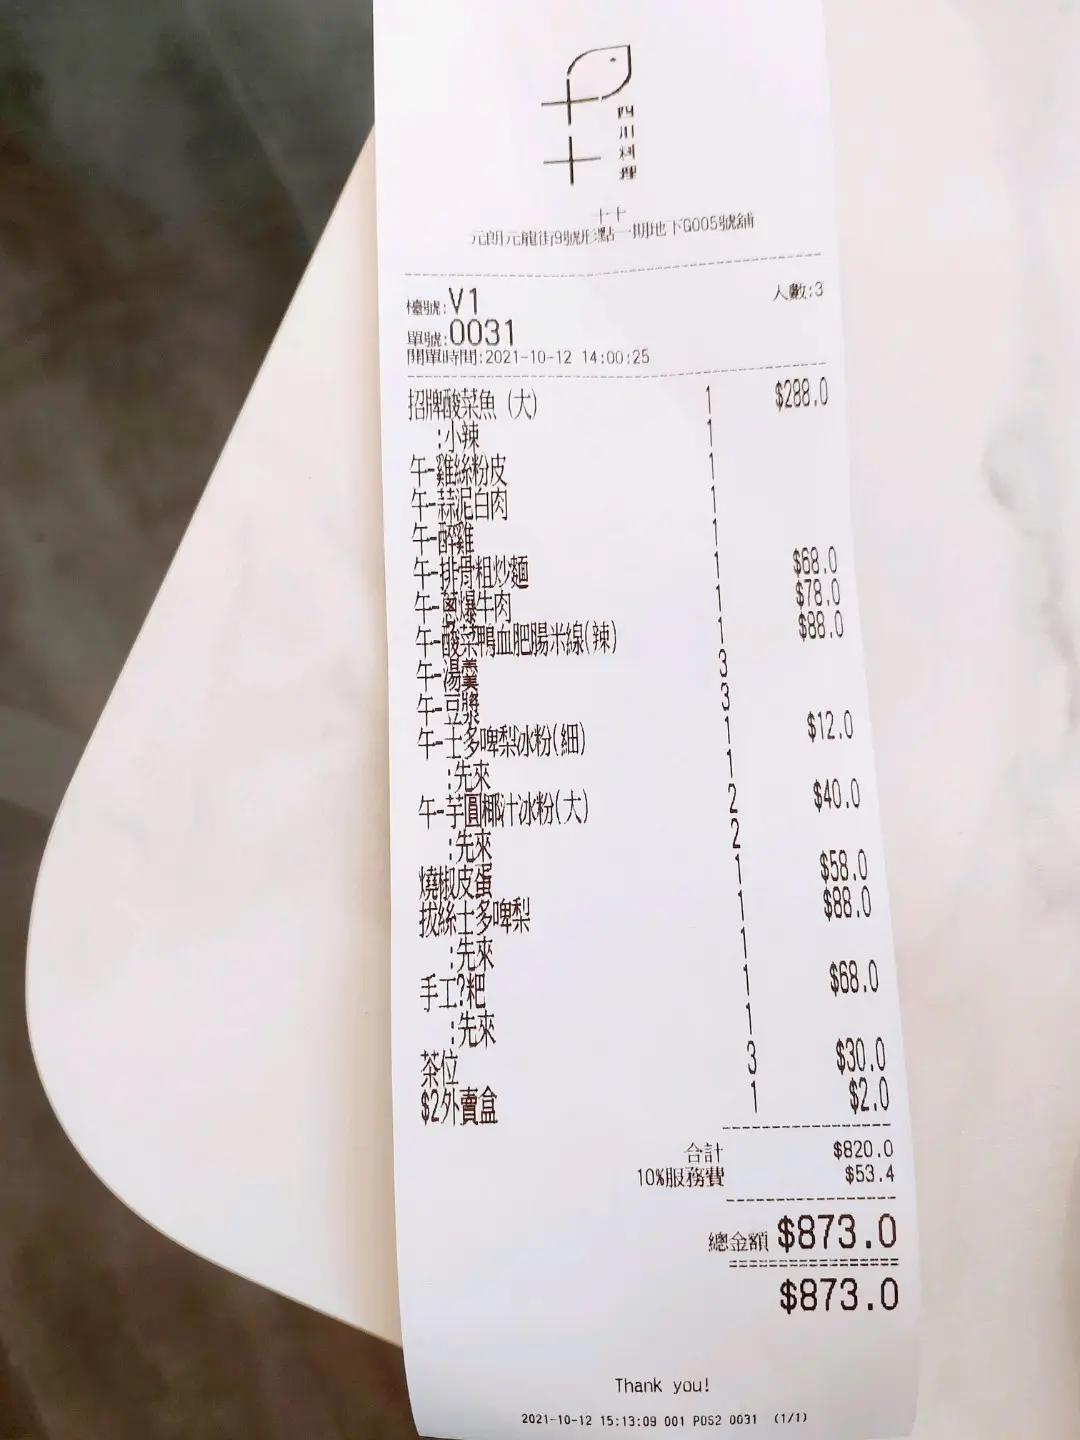 四川料理
十十
元朗元龍街9號形點一期地下G005號舖
檯號:V1 人數:3
單號:0031
開單時間:2021-10-12 14:00:25
招牌酸菜魚 (大) 1 $288.0
:小辣 1
午-雞絲粉皮 1
午-蒜泥白肉 1
午-醉雞 1
午-排骨粗炒麵 1 $68.0
午-蔥爆牛肉 1 $78.0
午-酸菜鴨血肥腸米線(辣) 1 $88.0
午-湯羹 3
午-豆漿 3
午-士多啤梨冰粉(細) 1 $12.0
:先來 1
午-芋圓椰汁冰粉(大) 2 $40.0
:先來 2
燒椒皮蛋 1 $58.0
拔絲士多啤梨 1 $88.0
:先來 1
手工?粑 1 $68.0
:先來 1
茶位 3 $30.0
$2外賣盒 1 $2.0
合計 $820.0
10%服務費 $53.4
總金額 $873.0
$873.0
Thank you!
2021-10-12 15:13:09 001 POS2 0031 (1/1)